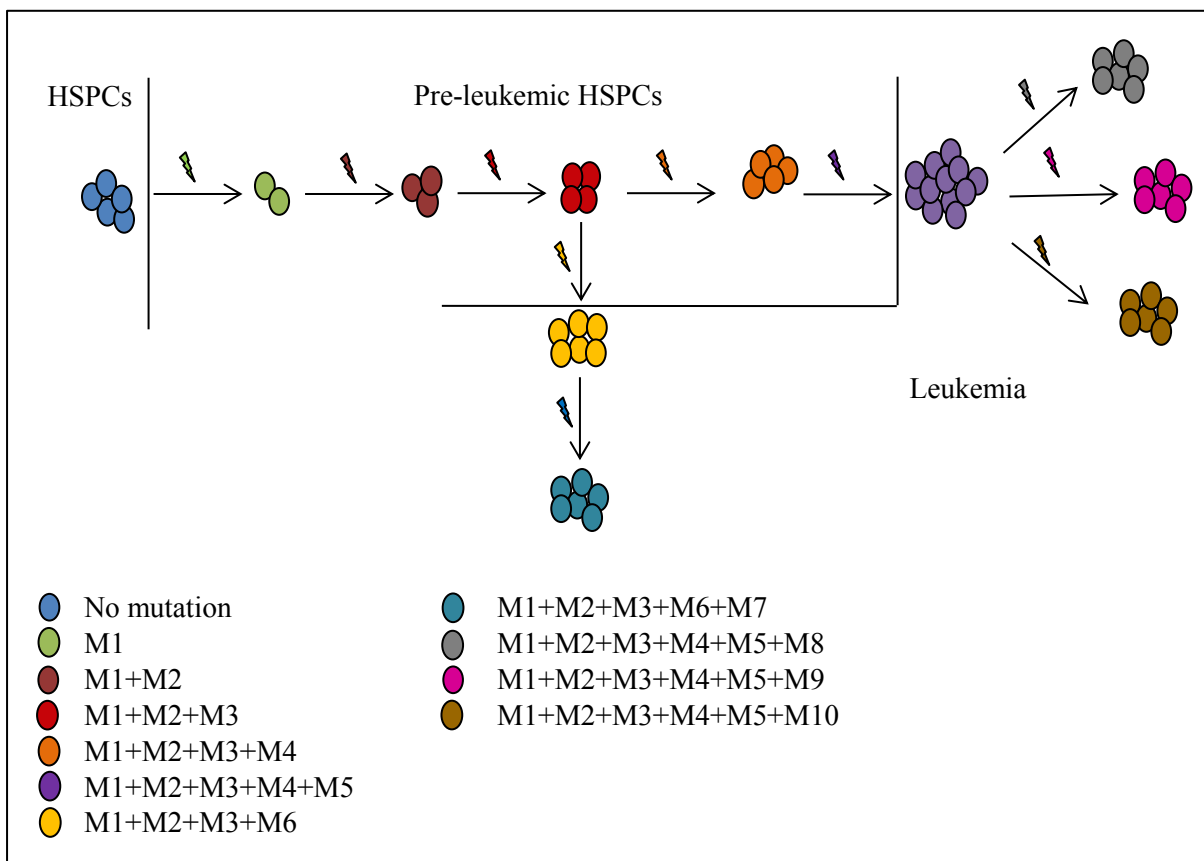 HSPCs
Pre-leukemic HSPCs
Leukemia
No mutation
M1
M1+M2
M1+M2+M3
M1+M2+M3+M4
M1+M2+M3+M4+M5
M1+M2+M3+M6
M1+M2+M3+M6+M7
M1+M2+M3+M4+M5+M8
M1+M2+M3+M4+M5+M9
M1+M2+M3+M4+M5+M10